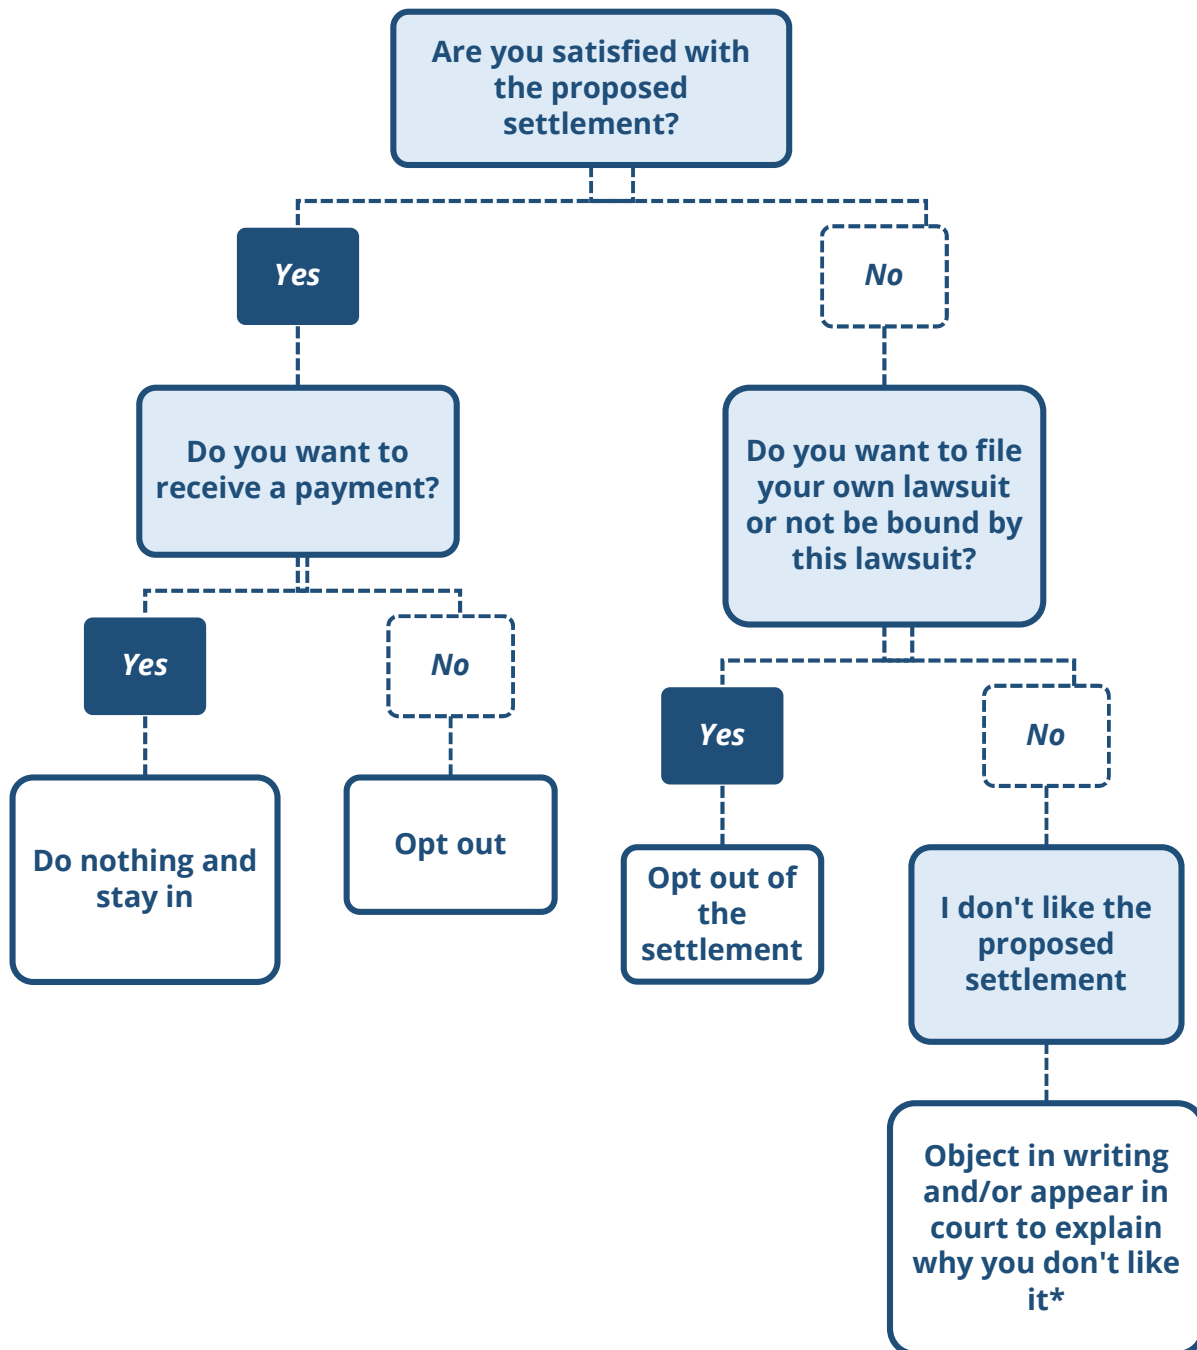 Are you satisfied with
the proposed
settlement?
Yes
No
Do you want to
receive a payment?
Do you want to file
your own lawsuit
or not be bound by
this lawsuit?
Yes
No
Yes
No
Do nothing and
stay in
Opt out
Opt out of
the
settlement
I don't like the
proposed
settlement
Object in writing
and/or appear in
court to explain
why you don't like
it*